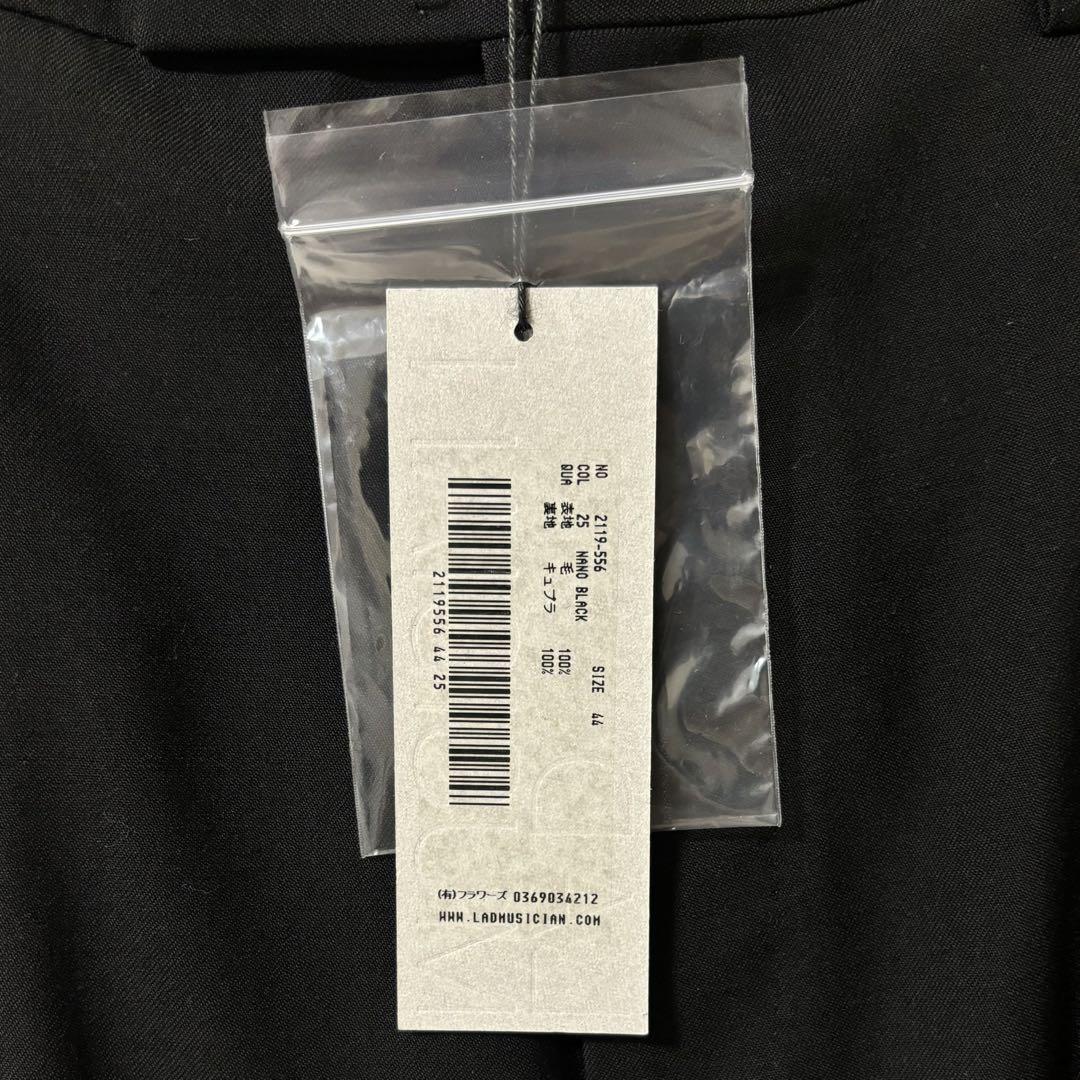 NO 2119-556 SIZE 44
COL 25 NANO BLACK
QUA 表地 毛 100%
裏地 キュプラ 100%
2119556 44 25
(有)フラワーズ 0369034212
WWW.LADMUSICIAN.COM